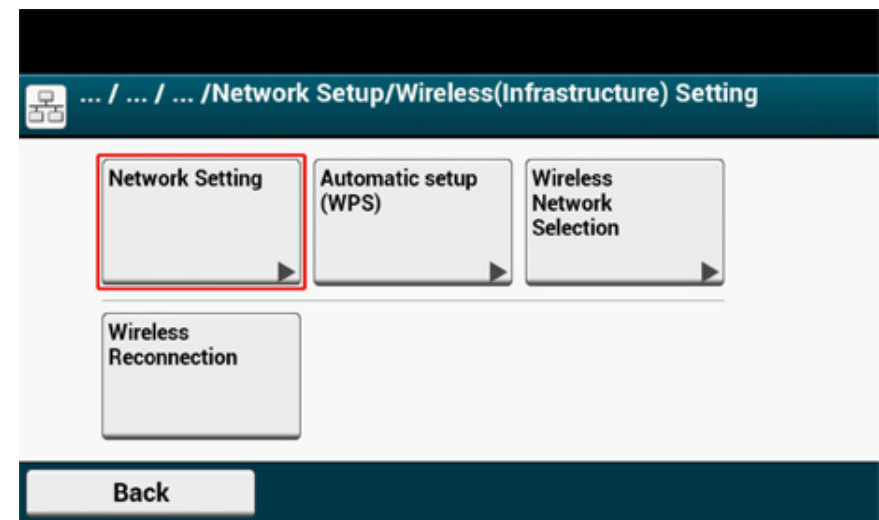 ... / ... / ... /Network Setup/Wireless(Infrastructure) Setting
Network Setting
Automatic setup
(WPS)
Wireless
Network
Selection
Wireless
Reconnection
Back